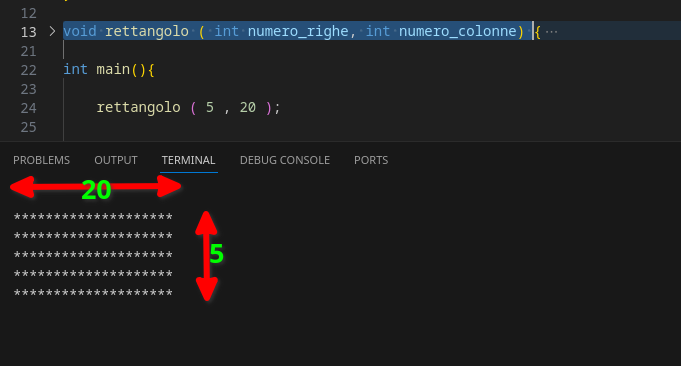 12
13 void rettangolo ( int numero_righe, int numero_colonne) { ···
21
22 int main(){
23
24 rettangolo ( 5 , 20 );
25
PROBLEMS OUTPUT TERMINAL DEBUG CONSOLE PORTS
20
********************
********************
********************
5
********************
********************